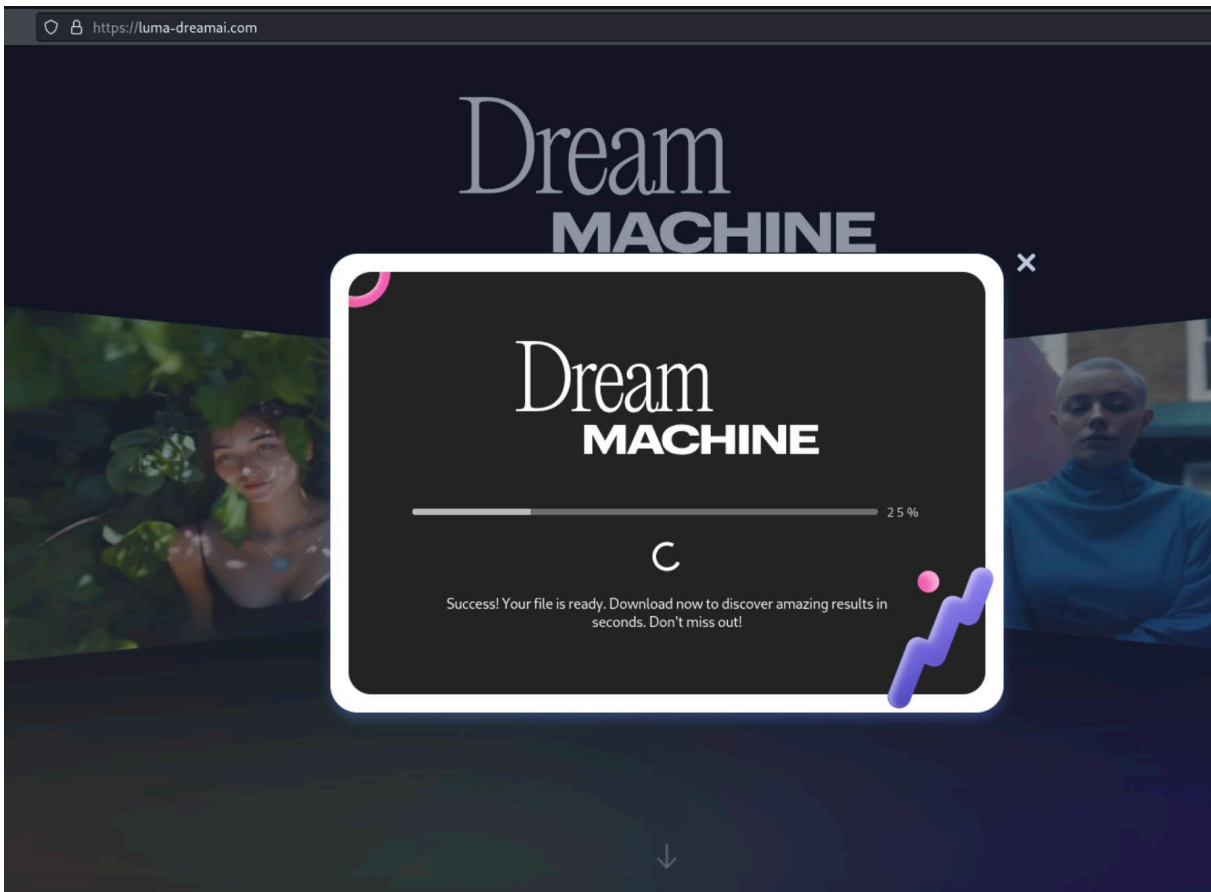 https://luma-dreamai.com
Dream
MACHINE
Dream
MACHINE
25%
Success! Your file is ready. Download now to discover amazing results in
seconds. Don't miss out!